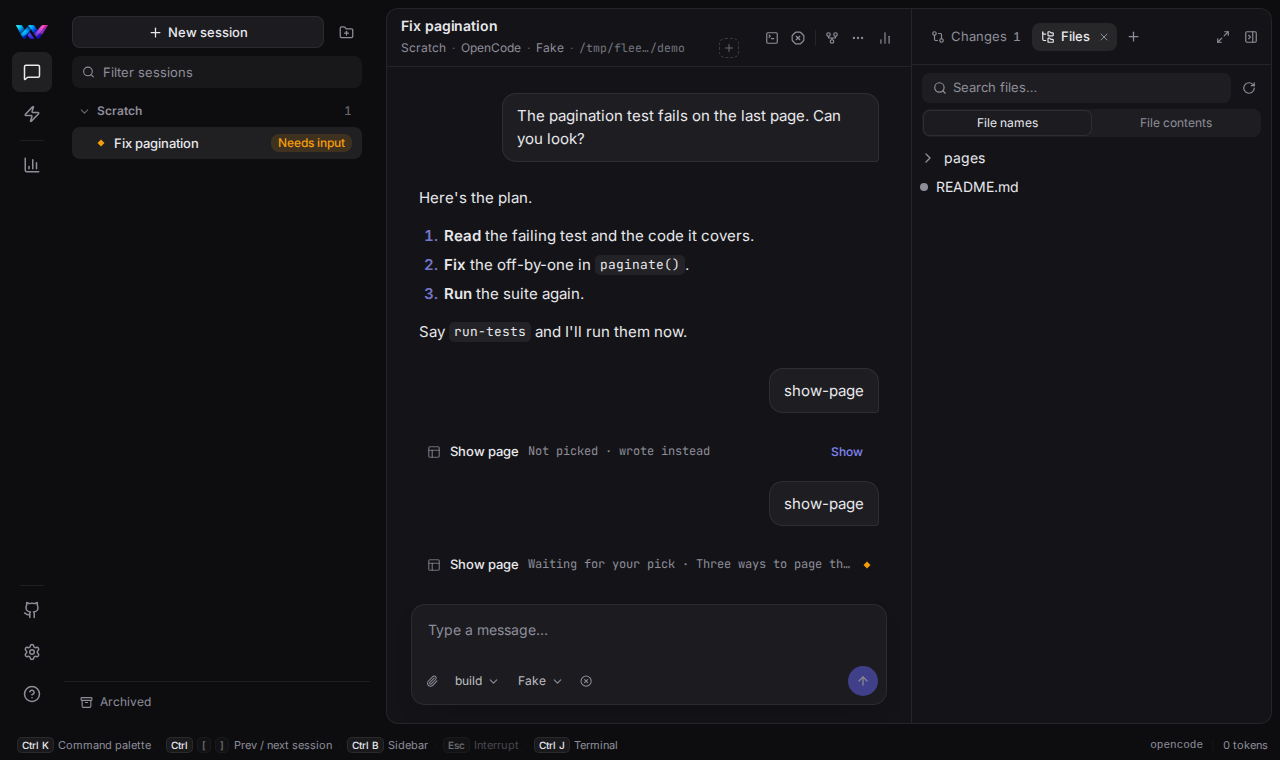 New session
Filter sessions
Scratch 1
Fix pagination Needs input
Archived
Fix pagination
Scratch · OpenCode · Fake · /tmp/flee…/demo
The pagination test fails on the last page. Can
you look?
Here's the plan.
1. Read the failing test and the code it covers.
2. Fix the off-by-one in paginate().
3. Run the suite again.
Say run-tests and I'll run them now.
show-page
Show page Not picked · wrote instead Show
show-page
Show page Waiting for your pick · Three ways to page th…
Type a message...
build Fake
Changes 1 Files
Search files...
File names File contents
pages
README.md
Ctrl K Command palette Ctrl [ ] Prev / next session Ctrl B Sidebar Esc Interrupt Ctrl J Terminal opencode 0 tokens